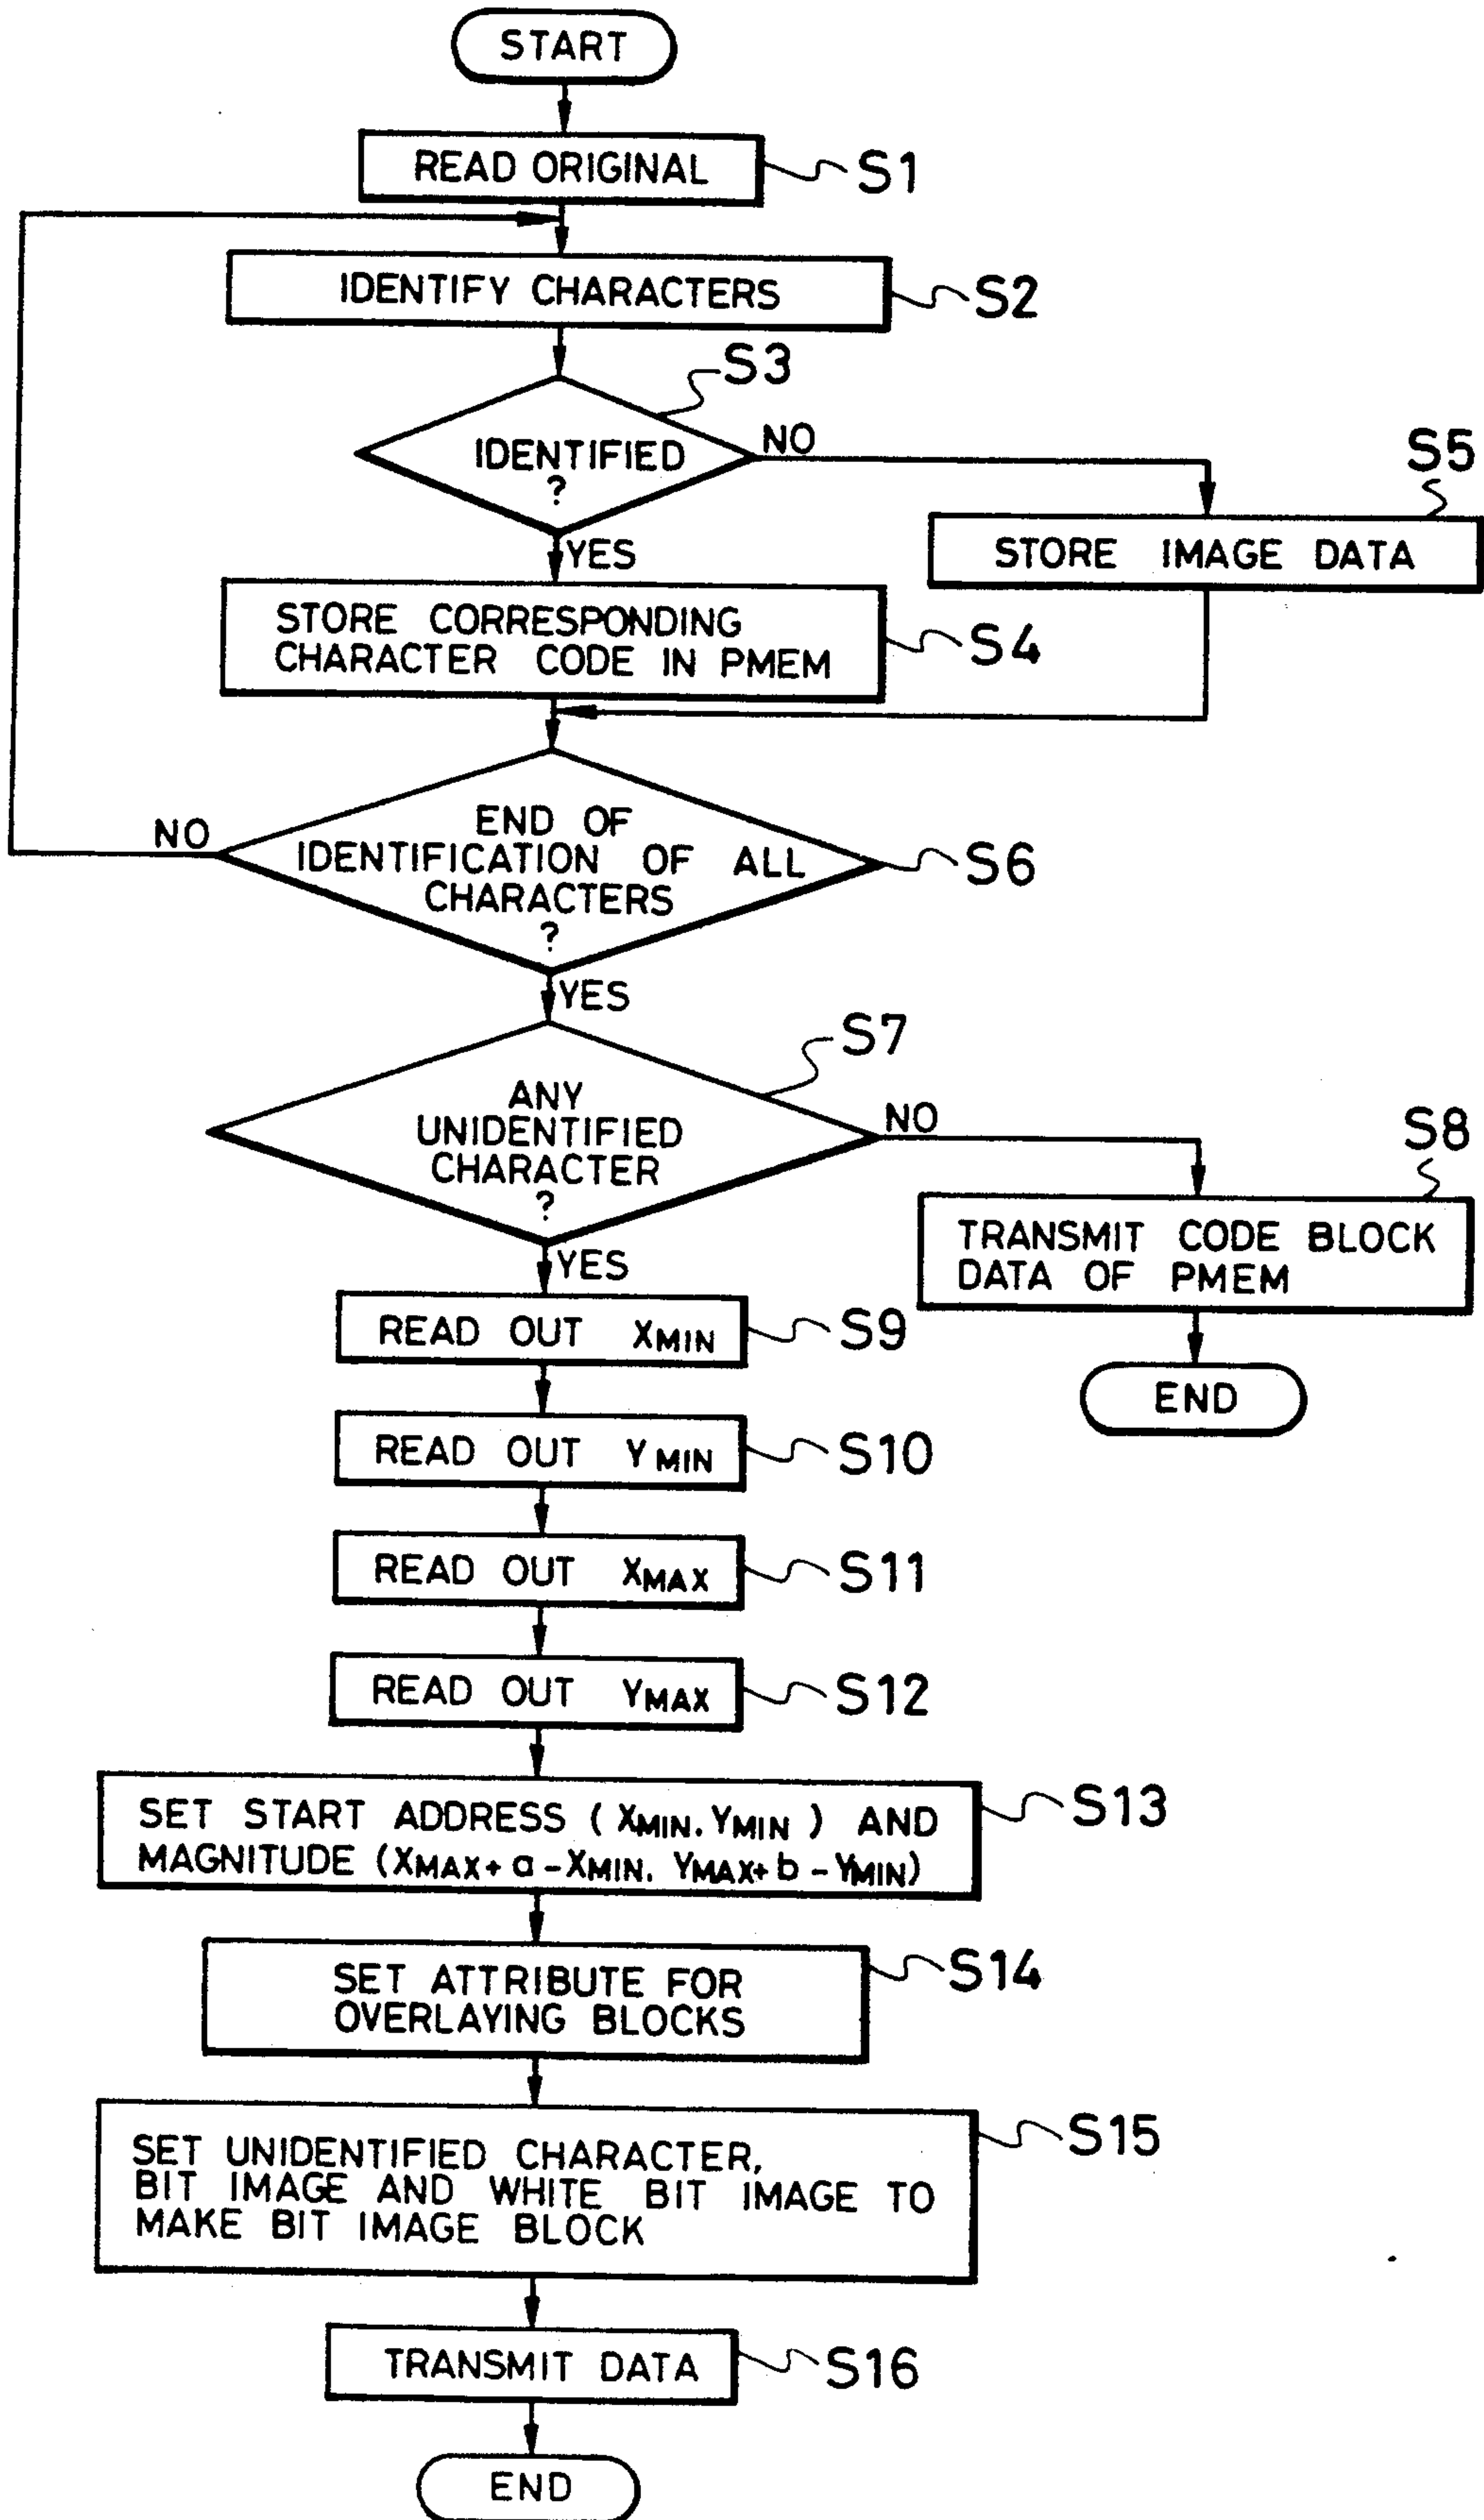 START
READ ORIGINAL
S1
IDENTIFY CHARACTERS
S2
S3
IDENTIFIED
?
NO
S5
YES
STORE IMAGE DATA
STORE CORRESPONDING
CHARACTER CODE IN PMEM
S4
NO
END OF
IDENTIFICATION OF ALL
CHARACTERS
?
S6
YES
S7
ANY
UNIDENTIFIED
CHARACTER
?
NO
S8
YES
TRANSMIT CODE BLOCK
DATA OF PMEM
END
READ OUT XMIN
S9
READ OUT YMIN
S10
READ OUT XMAX
S11
READ OUT YMAX
S12
SET START ADDRESS (XMIN. YMIN) AND
MAGNITUDE (XMAX+ a -XMIN. YMAX+ b -YMIN)
S13
SET ATTRIBUTE FOR
OVERLAYING BLOCKS
S14
SET UNIDENTIFIED CHARACTER,
BIT IMAGE AND WHITE BIT IMAGE TO
MAKE BIT IMAGE BLOCK
S15
TRANSMIT DATA
S16
END